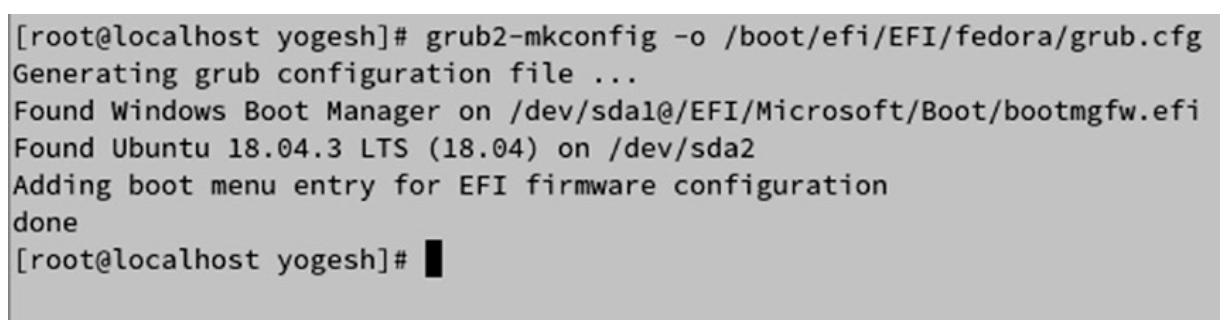 [root@localhost yogesh]# grub2-mkconfig -o /boot/efi/EFI/fedora/grub.cfg
Generating grub configuration file ...
Found Windows Boot Manager on /dev/sda1@/EFI/Microsoft/Boot/bootmgfw.efi
Found Ubuntu 18.04.3 LTS (18.04) on /dev/sda2
Adding boot menu entry for EFI firmware configuration
done
[root@localhost yogesh]#